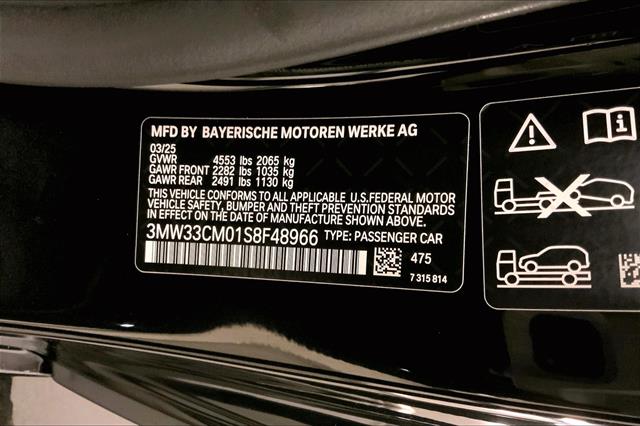 MFD BY BAYERISCHE MOTOREN WERKE AG
03/25
GVWR 4553 lbs 2065 kg
GAWR FRONT 2282 lbs 1035 kg
GAWR REAR 2491 lbs 1130 kg
THIS VEHICLE CONFORMS TO ALL APPLICABLE U.S.FEDERAL MOTOR
VEHICLE SAFETY, BUMPER AND THEFT PREVENTION STANDARDS
IN EFFECT ON THE DATE OF MANUFACTURE SHOWN ABOVE.
3MW33CM01S8F48966 TYPE: PASSENGER CAR
475
7 315 814